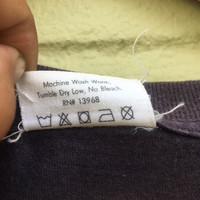 Machine Wash Warm,
Tumble Dry Low, No Bleach.
RN# 13968